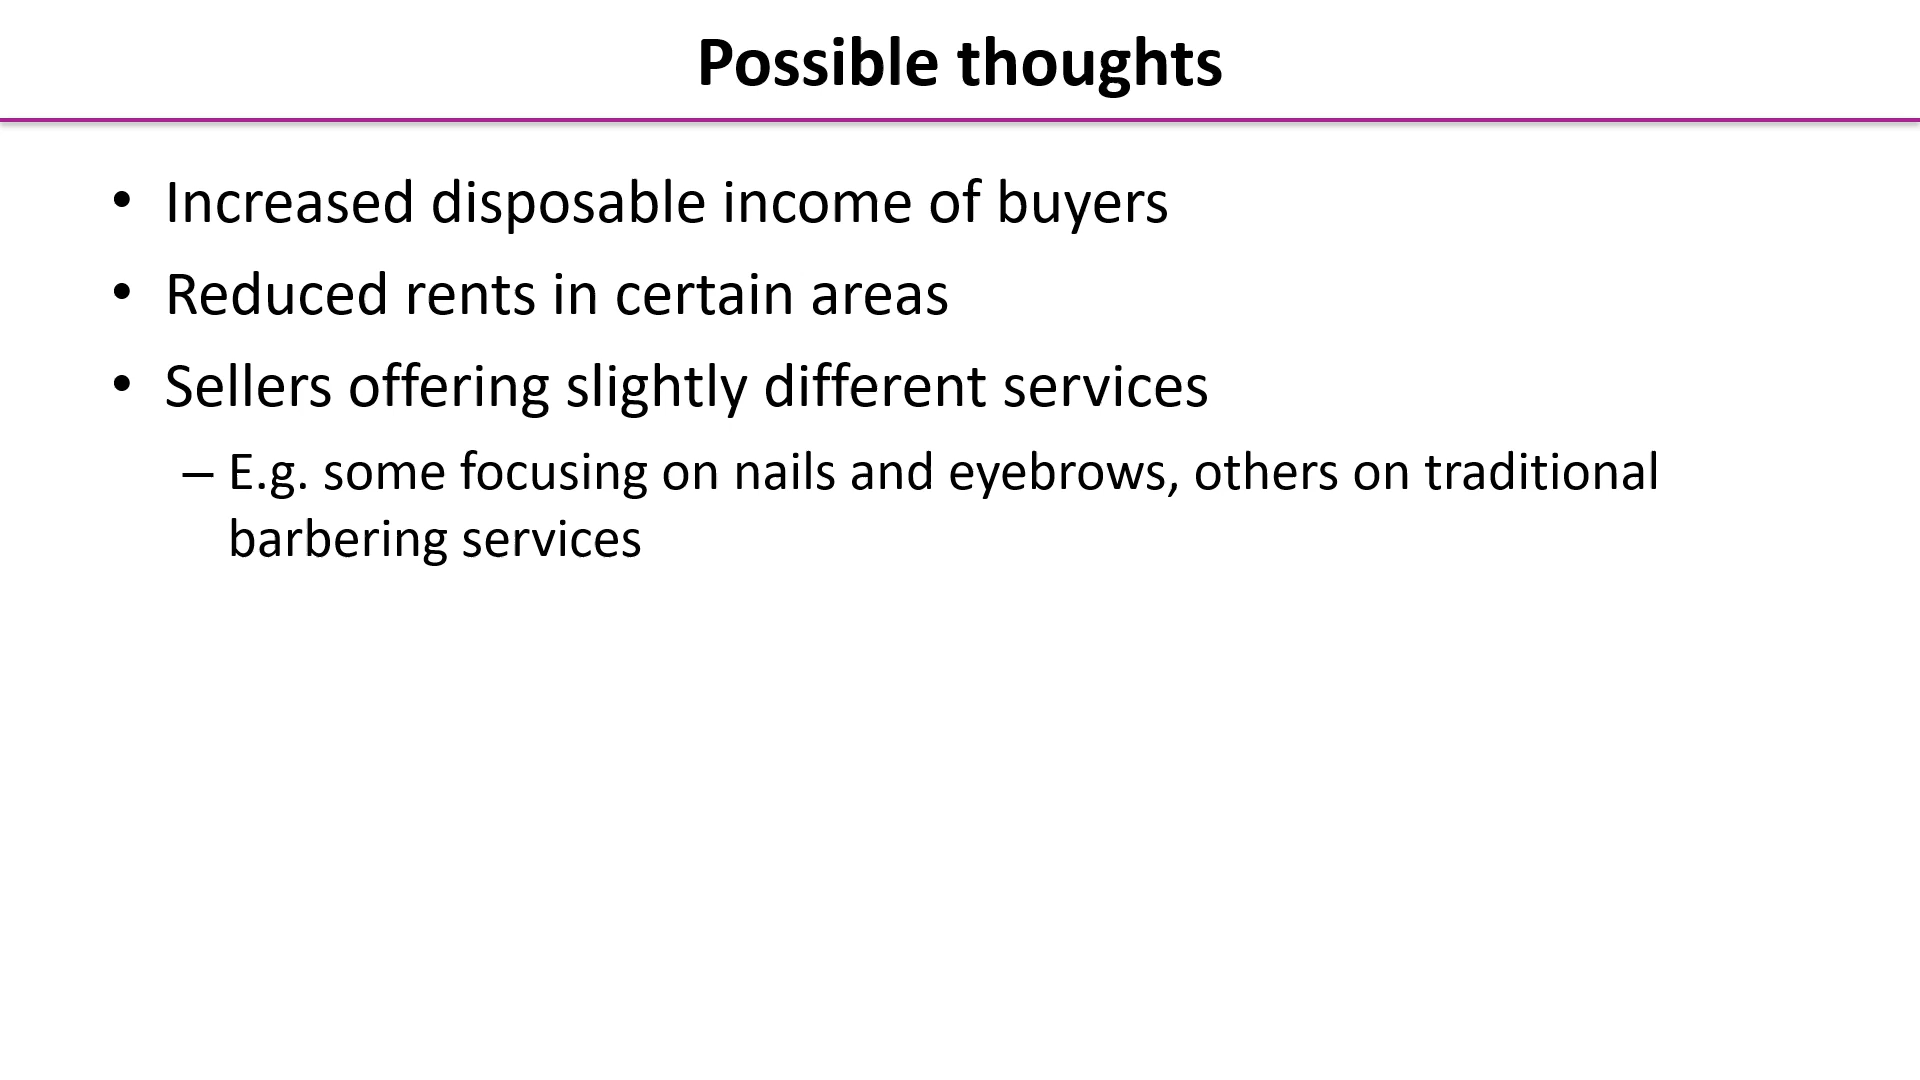 Possible thoughts
• Increased disposable income of buyers
• Reduced rents in certain areas
• Sellers offering slightly different services
– E.g. some focusing on nails and eyebrows, others on traditional
barbering services